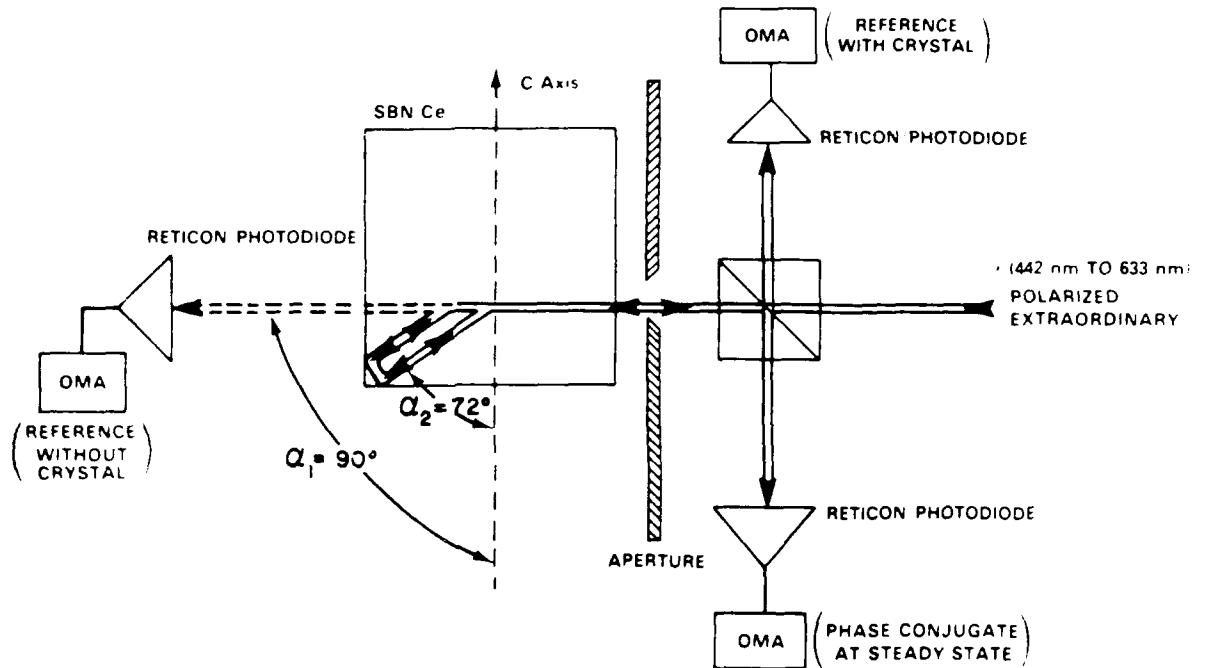 OMA
(REFERENCE
WITH CRYSTAL)
C AXIS
SBN Ce
RETICON PHOTODIODE
RETICON PHOTODIODE
(442 nm TO 633 nm)
POLARIZED
EXTRAORDINARY
OMA
(REFERENCE
WITHOUT
CRYSTAL)
α₂=72°
α₁=90°
RETICON PHOTODIODE
APERTURE
OMA
(PHASE CONJUGATE
AT STEADY STATE)